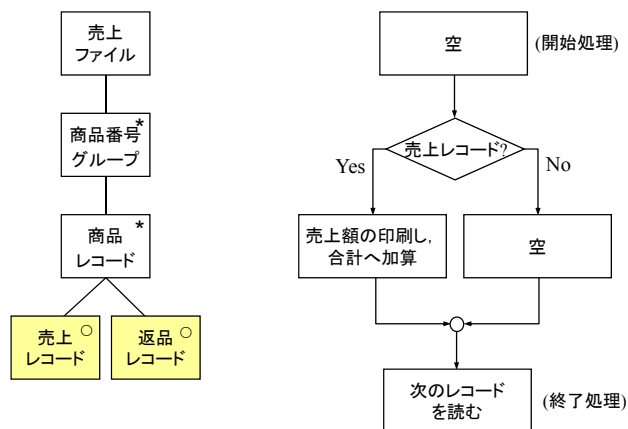 売上
ファイル
商品番号*
グループ
商品*
レコード
売上○
レコード
返品○
レコード
空
(開始処理)
売上レコード?
Yes
No
売上額の印刷し,
合計へ加算
空
次のレコード
を読む
(終了処理)